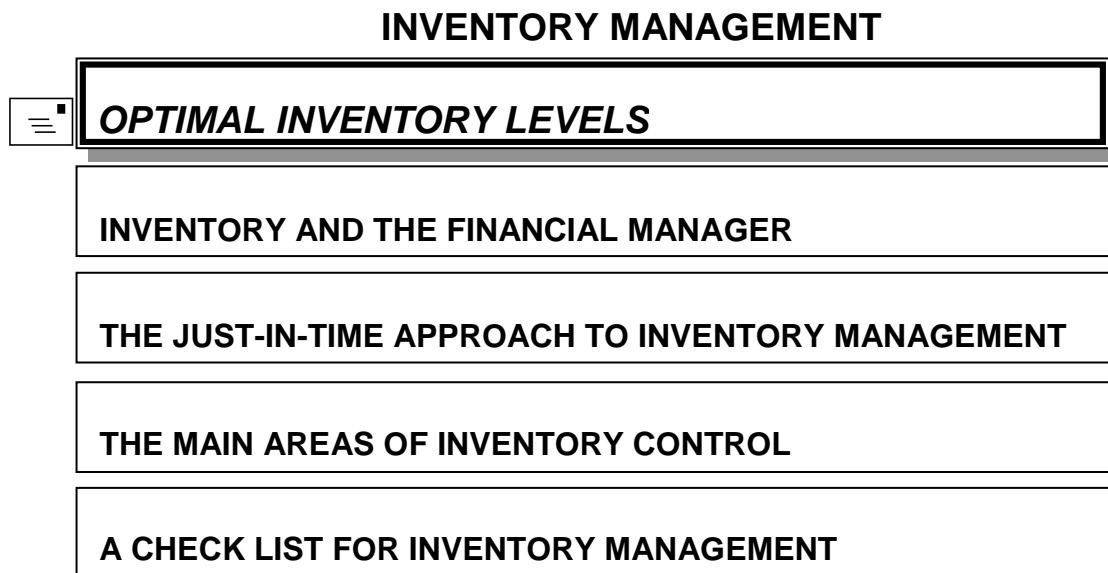 INVENTORY MANAGEMENT
OPTIMAL INVENTORY LEVELS
INVENTORY AND THE FINANCIAL MANAGER
THE JUST-IN-TIME APPROACH TO INVENTORY MANAGEMENT
THE MAIN AREAS OF INVENTORY CONTROL
A CHECK LIST FOR INVENTORY MANAGEMENT